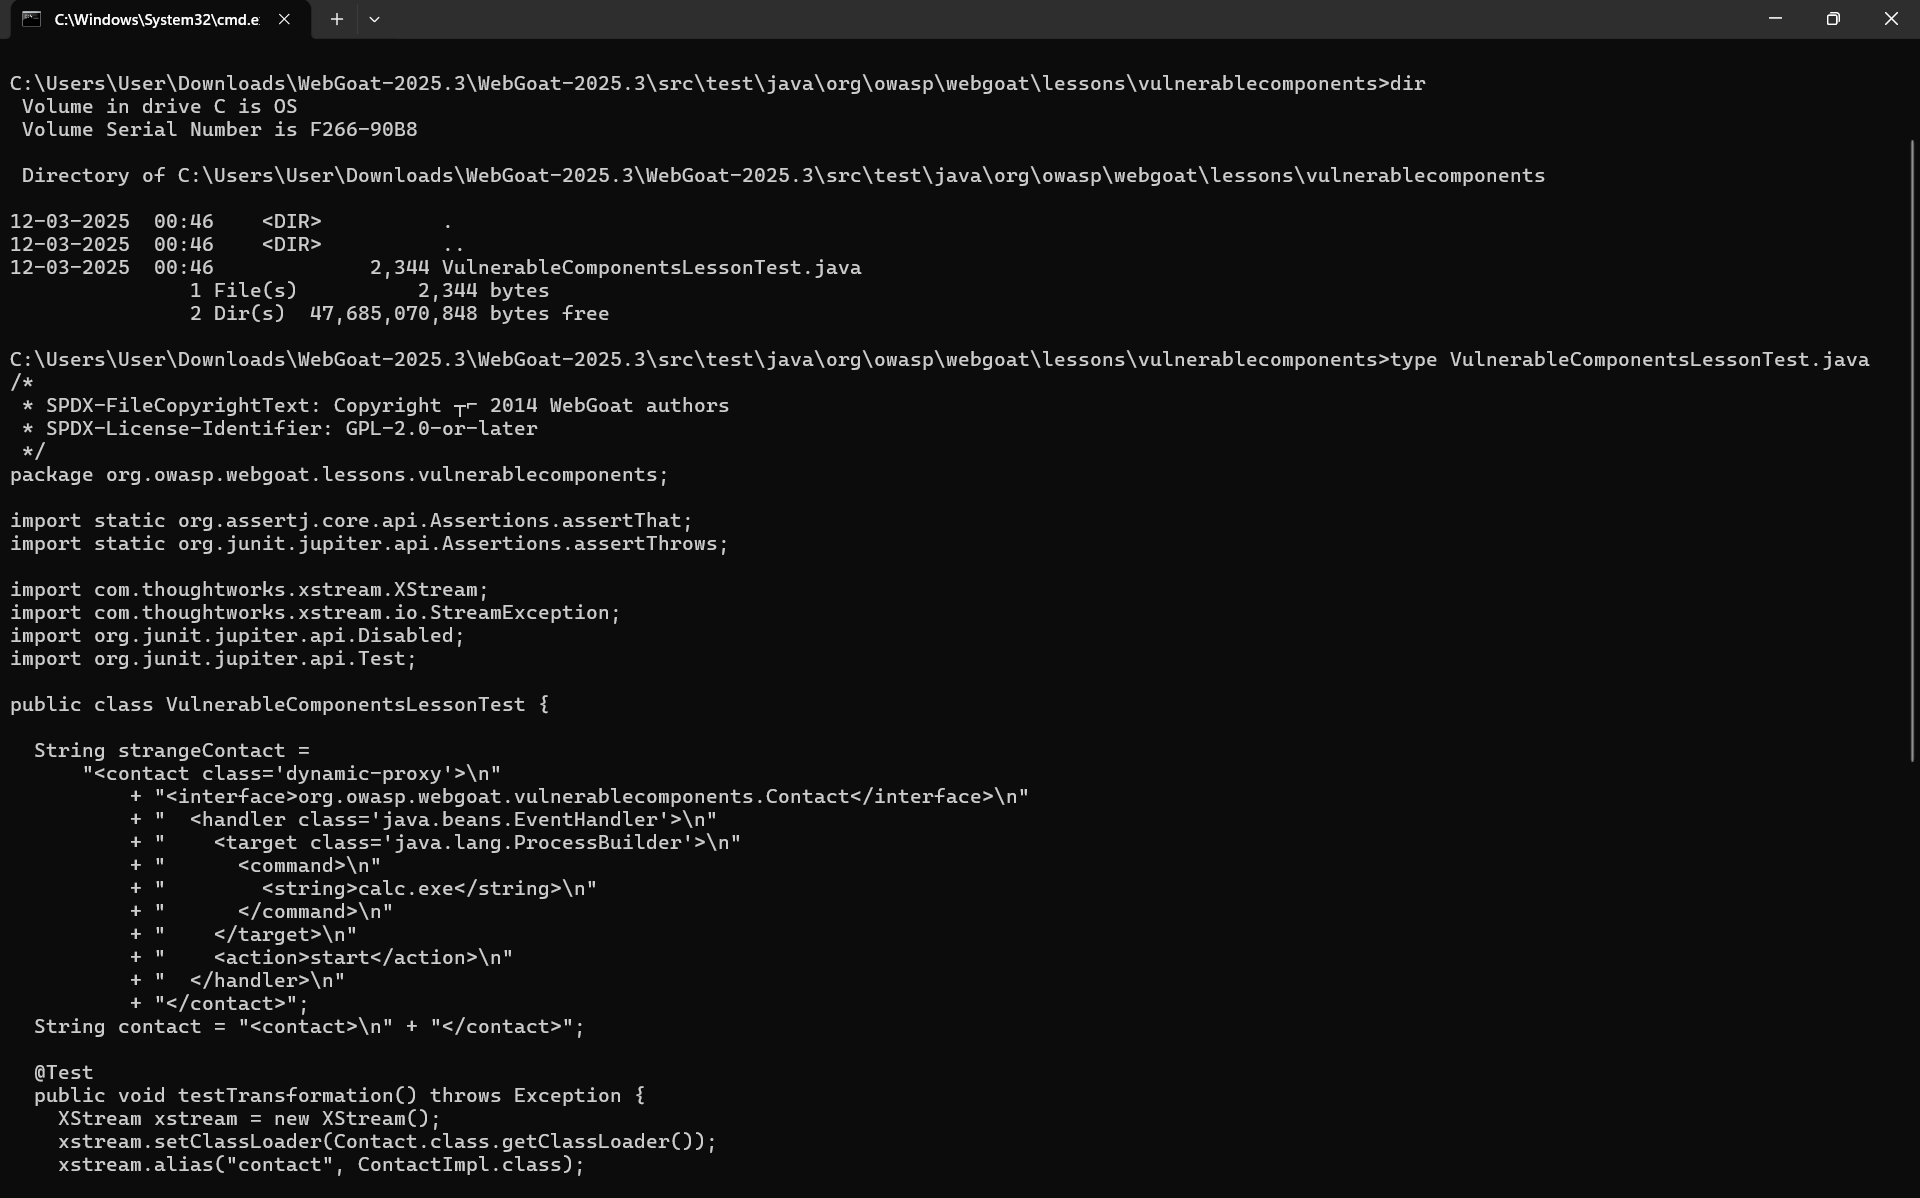 C:\Windows\System32\cmd.e
C:\Users\User\Downloads\WebGoat-2025.3\WebGoat-2025.3\src\test\java\org\owasp\webgoat\lessons\vulnerablecomponents>dir
 Volume in drive C is OS
 Volume Serial Number is F266-90B8
 Directory of C:\Users\User\Downloads\WebGoat-2025.3\WebGoat-2025.3\src\test\java\org\owasp\webgoat\lessons\vulnerablecomponents
12-03-2025  00:46    <DIR>          .
12-03-2025  00:46    <DIR>          ..
12-03-2025  00:46             2,344 VulnerableComponentsLessonTest.java
               1 File(s)          2,344 bytes
               2 Dir(s)  47,685,070,848 bytes free
C:\Users\User\Downloads\WebGoat-2025.3\WebGoat-2025.3\src\test\java\org\owasp\webgoat\lessons\vulnerablecomponents>type VulnerableComponentsLessonTest.java
/*
 * SPDX-FileCopyrightText: Copyright ┬⌐ 2014 WebGoat authors
 * SPDX-License-Identifier: GPL-2.0-or-later
 */
package org.owasp.webgoat.lessons.vulnerablecomponents;
import static org.assertj.core.api.Assertions.assertThat;
import static org.junit.jupiter.api.Assertions.assertThrows;
import com.thoughtworks.xstream.XStream;
import com.thoughtworks.xstream.io.StreamException;
import org.junit.jupiter.api.Disabled;
import org.junit.jupiter.api.Test;
public class VulnerableComponentsLessonTest {
  String strangeContact =
      "<contact class='dynamic-proxy'>\n"
          + "<interface>org.owasp.webgoat.vulnerablecomponents.Contact</interface>\n"
          + "  <handler class='java.beans.EventHandler'>\n"
          + "    <target class='java.lang.ProcessBuilder'>\n"
          + "      <command>\n"
          + "        <string>calc.exe</string>\n"
          + "      </command>\n"
          + "    </target>\n"
          + "    <action>start</action>\n"
          + "  </handler>\n"
          + "</contact>";
  String contact = "<contact>\n" + "</contact>";
  @Test
  public void testTransformation() throws Exception {
    XStream xstream = new XStream();
    xstream.setClassLoader(Contact.class.getClassLoader());
    xstream.alias("contact", ContactImpl.class);